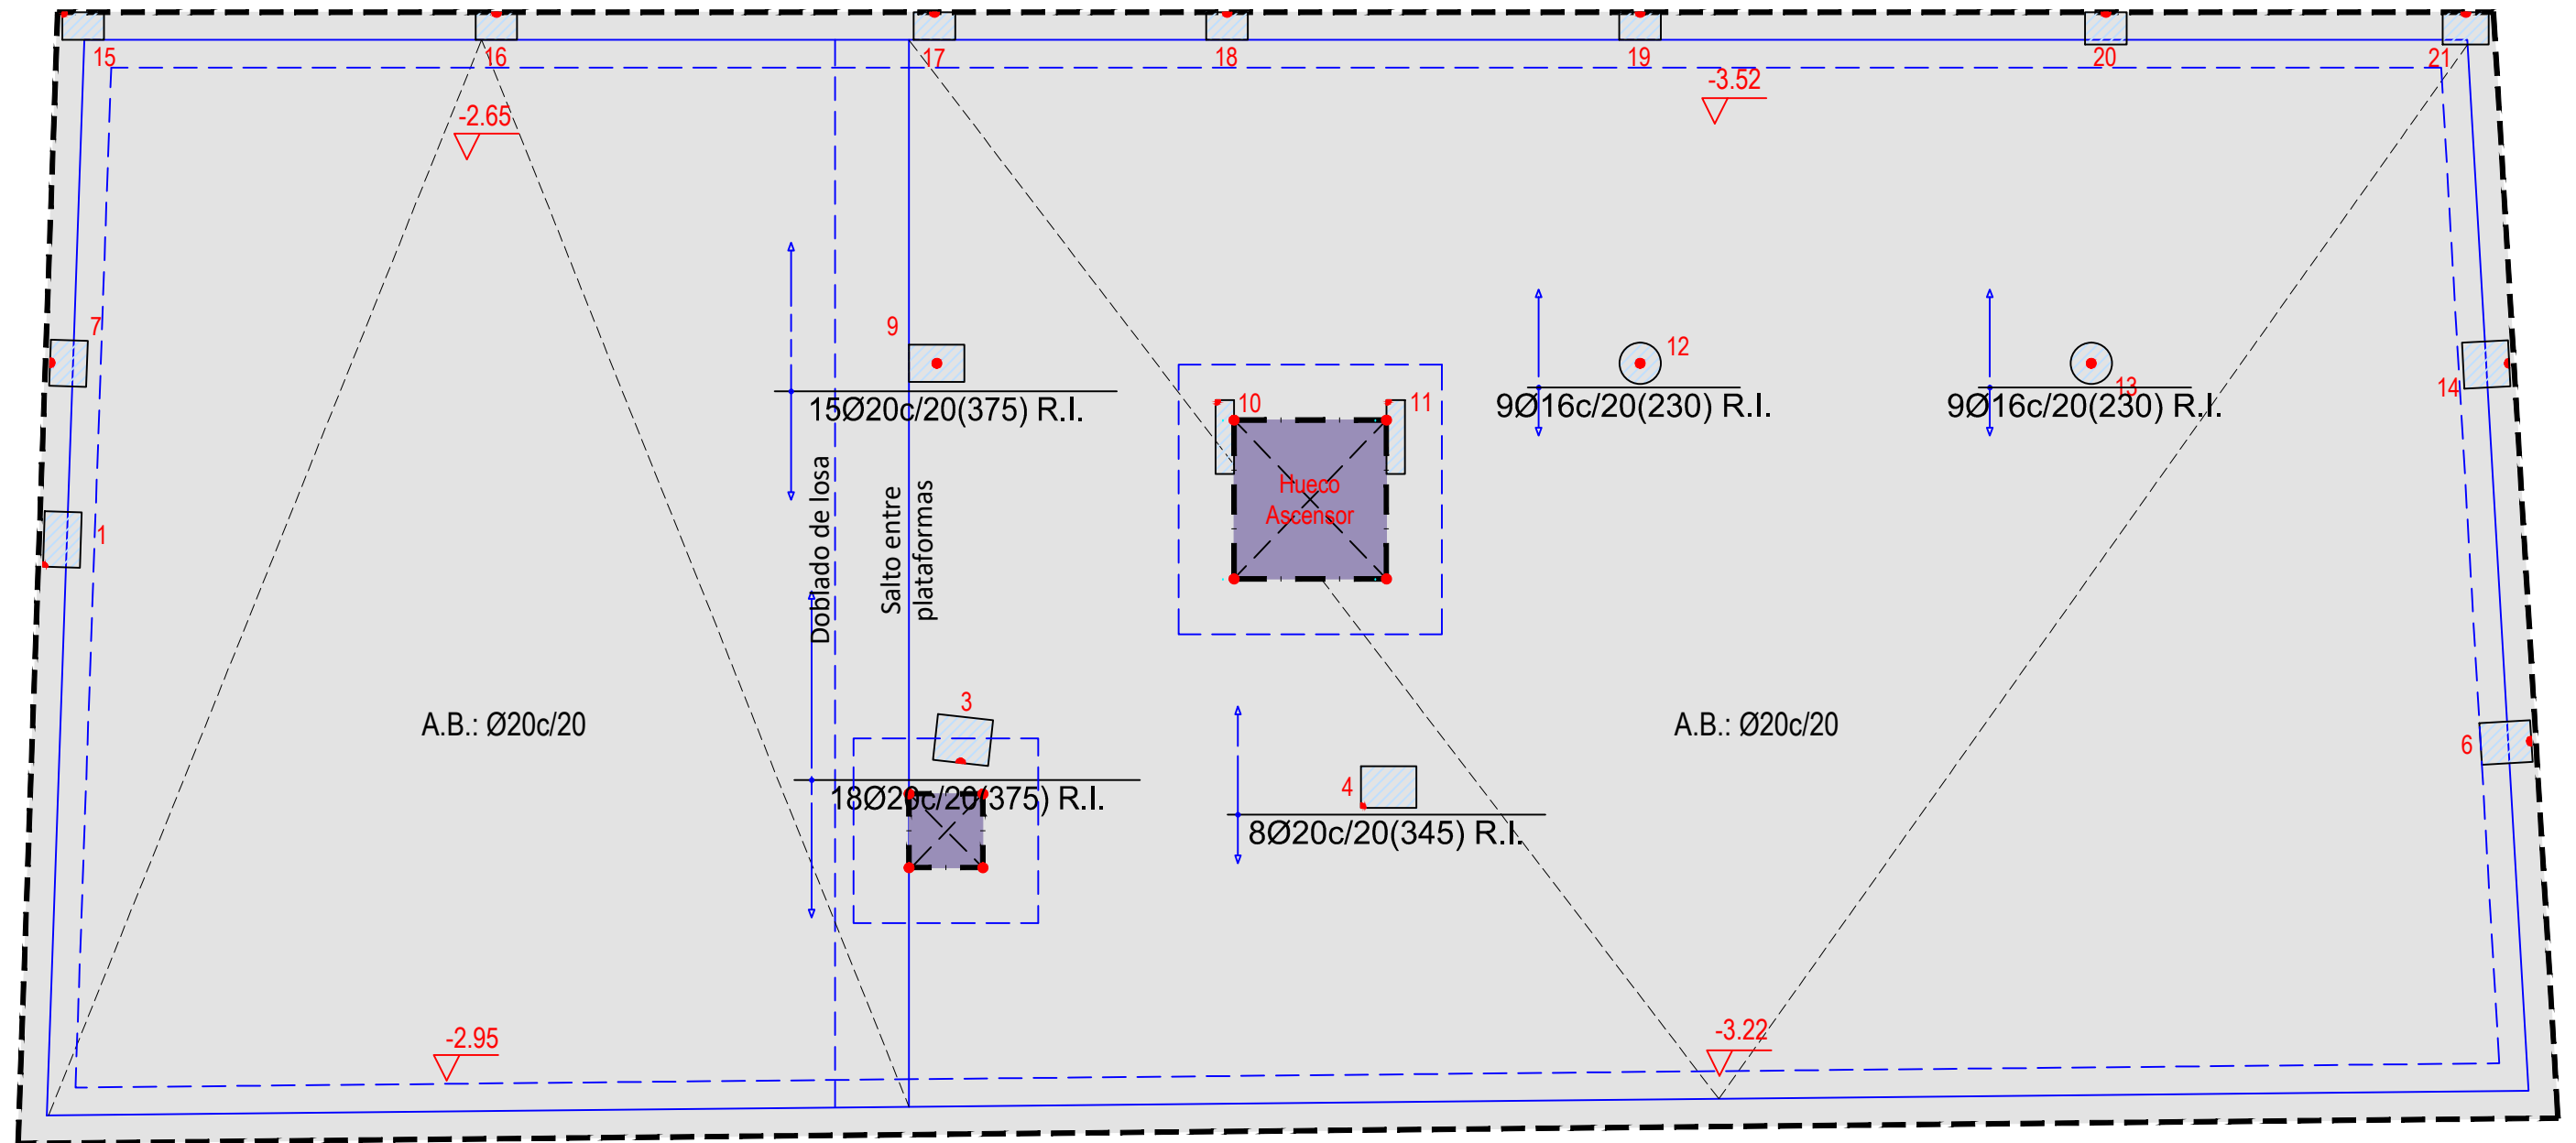 15
16
17
18
19
20
21
-3.52
-2.65
7
9
12
13
14
15Ø20c/20(375) R.I.
9Ø16c/20(230) R.I.
9Ø16c/20(230) R.I.
10
11
Hueco
Ascensor
1
Doblado de losa
Salto entre
plataformas
3
A.B.: Ø20c/20
A.B.: Ø20c/20
6
4
18Ø20c/20(375) R.I.
8Ø20c/20(345) R.I.
-2.95
-3.22